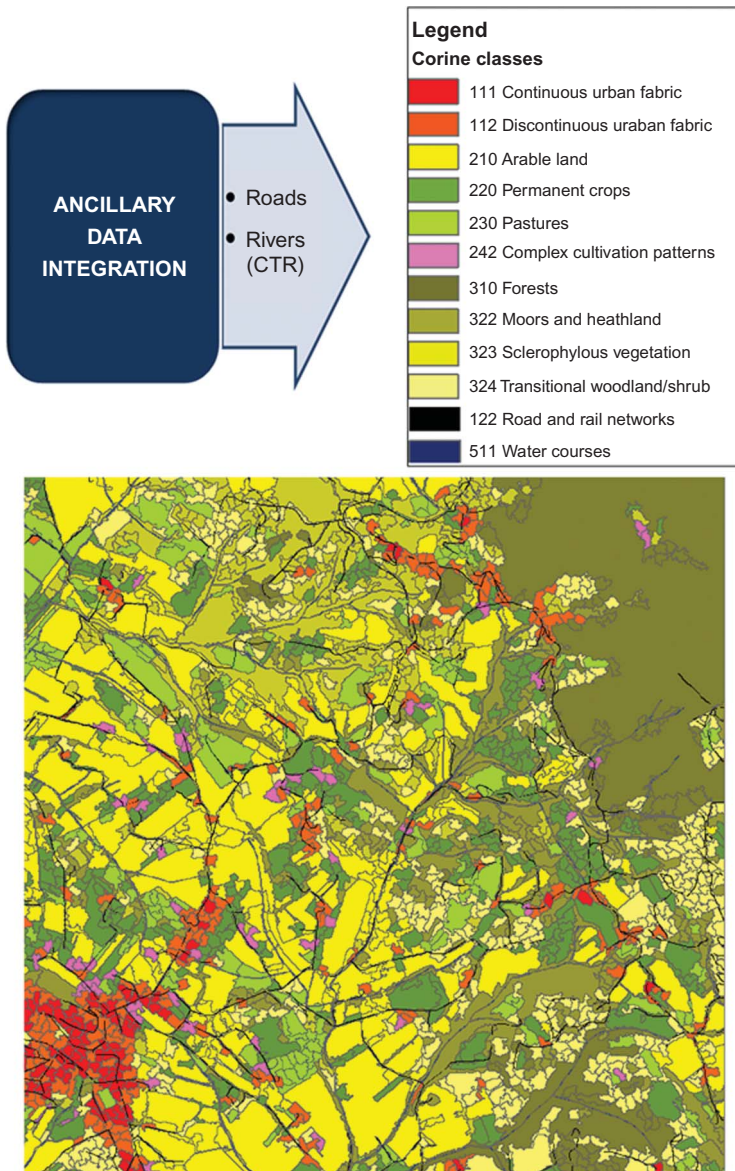 ANCILLARY
DATA
INTEGRATION
• Roads
• Rivers
(CTR)
Legend
Corine classes
111 Continuous urban fabric
112 Discontinuous uraban fabric
210 Arable land
220 Permanent crops
230 Pastures
242 Complex cultivation patterns
310 Forests
322 Moors and heathland
323 Sclerophylous vegetation
324 Transitional woodland/shrub
122 Road and rail networks
511 Water courses